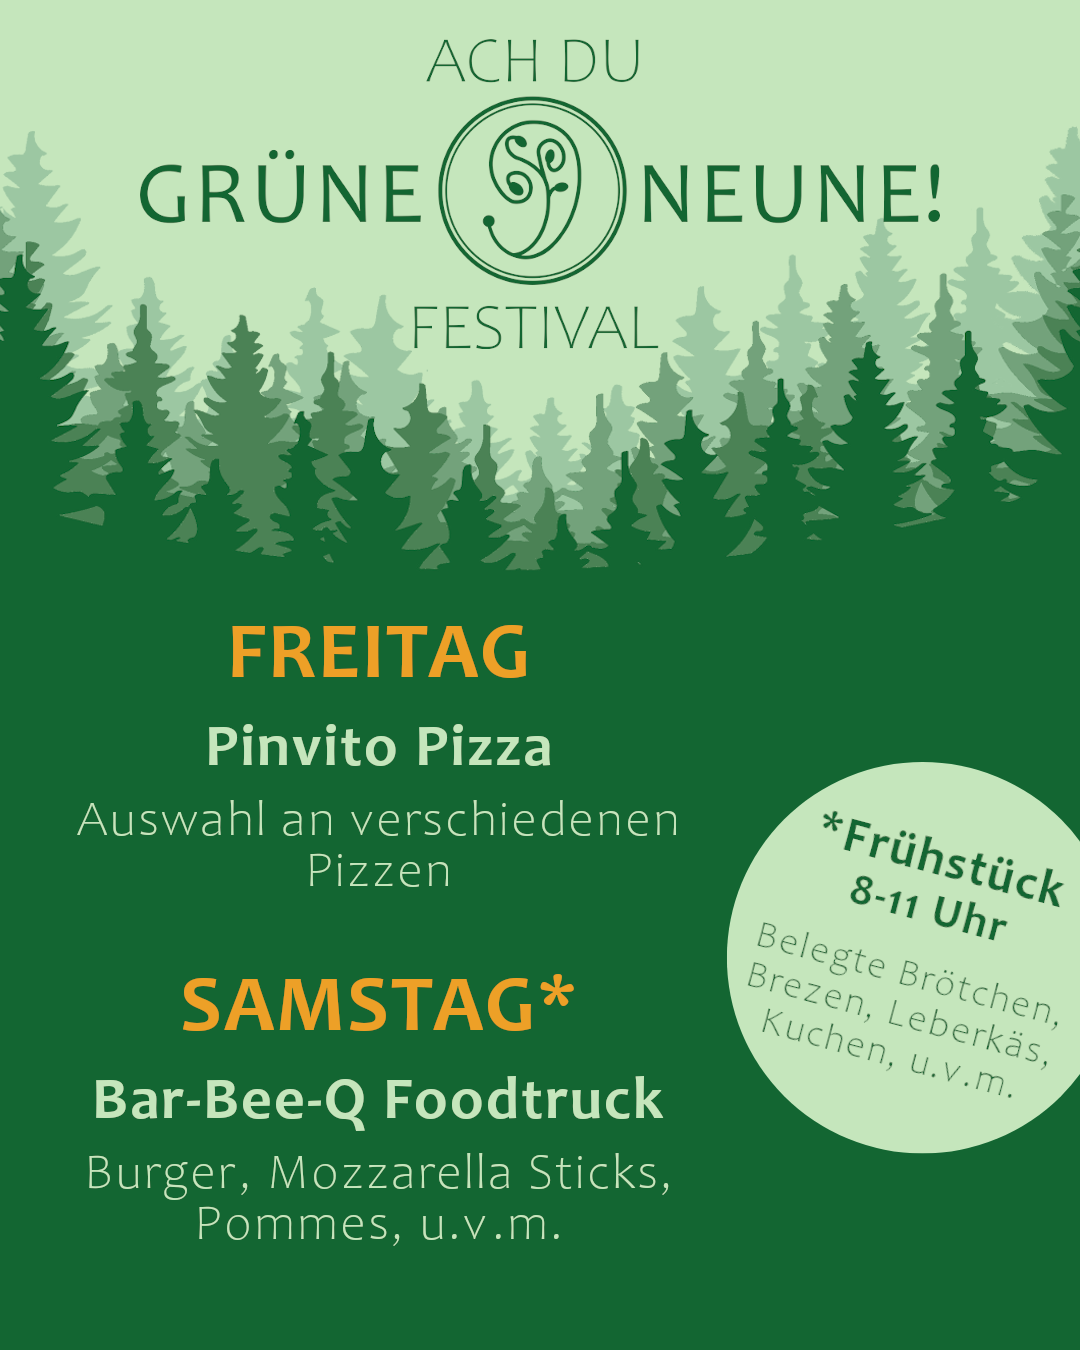 ACH DU
GRÜNE NEUNE!
FESTIVAL
FREITAG
Pinvito Pizza
Auswahl an verschiedenen
Pizzen
SAMSTAG*
Bar-Bee-Q Foodtruck
Burger, Mozzarella Sticks,
Pommes, u.v.m.
*Frühstück
8-11 Uhr
Belegte Brötchen,
Brezen, Leberkäs,
Kuchen, u.v.m.